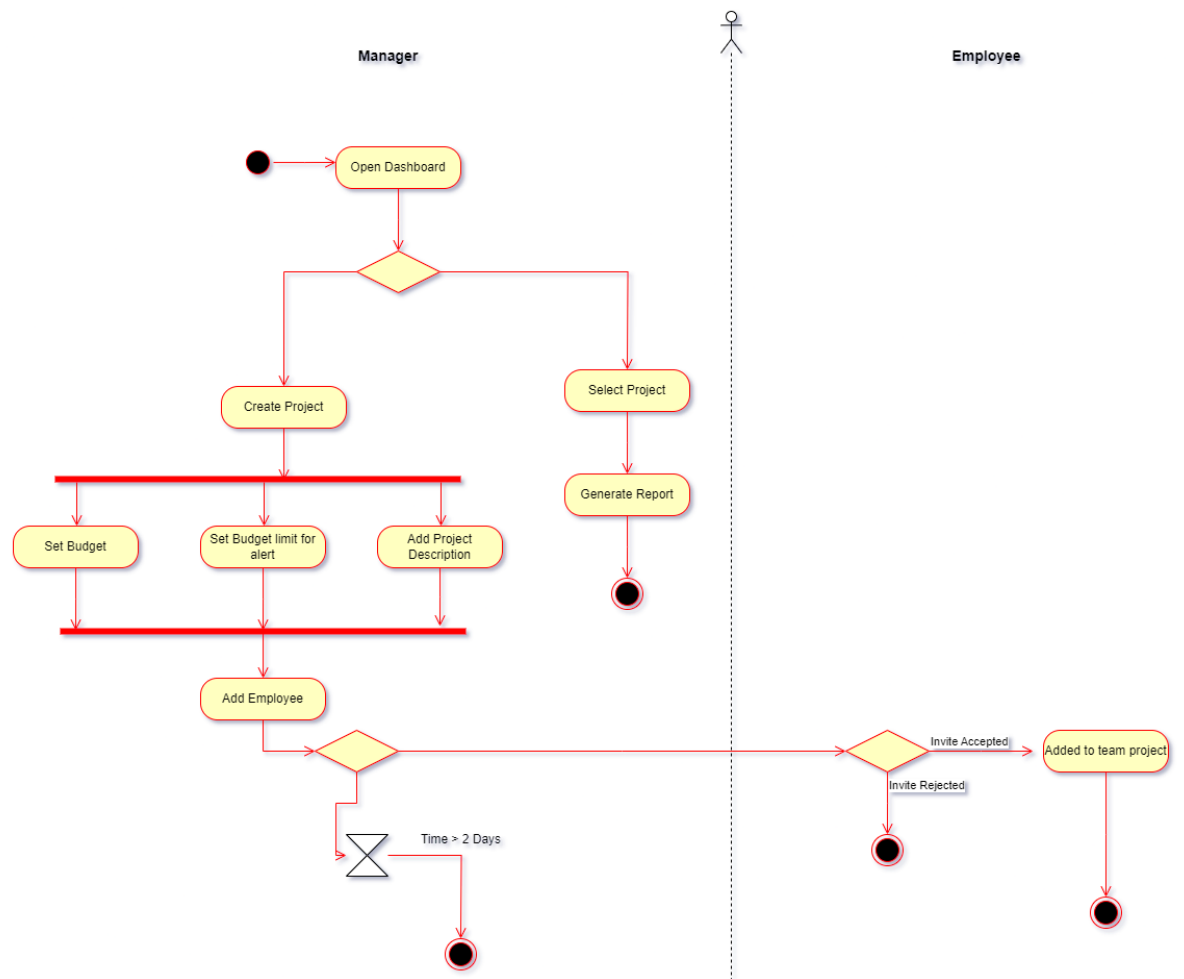 Manager
Employee
Open Dashboard
Select Project
Create Project
Generate Report
Set Budget
Set Budget limit for
alert
Add Project
Description
Add Employee
Invite Accepted
Added to team project
Invite Rejected
Time > 2 Days